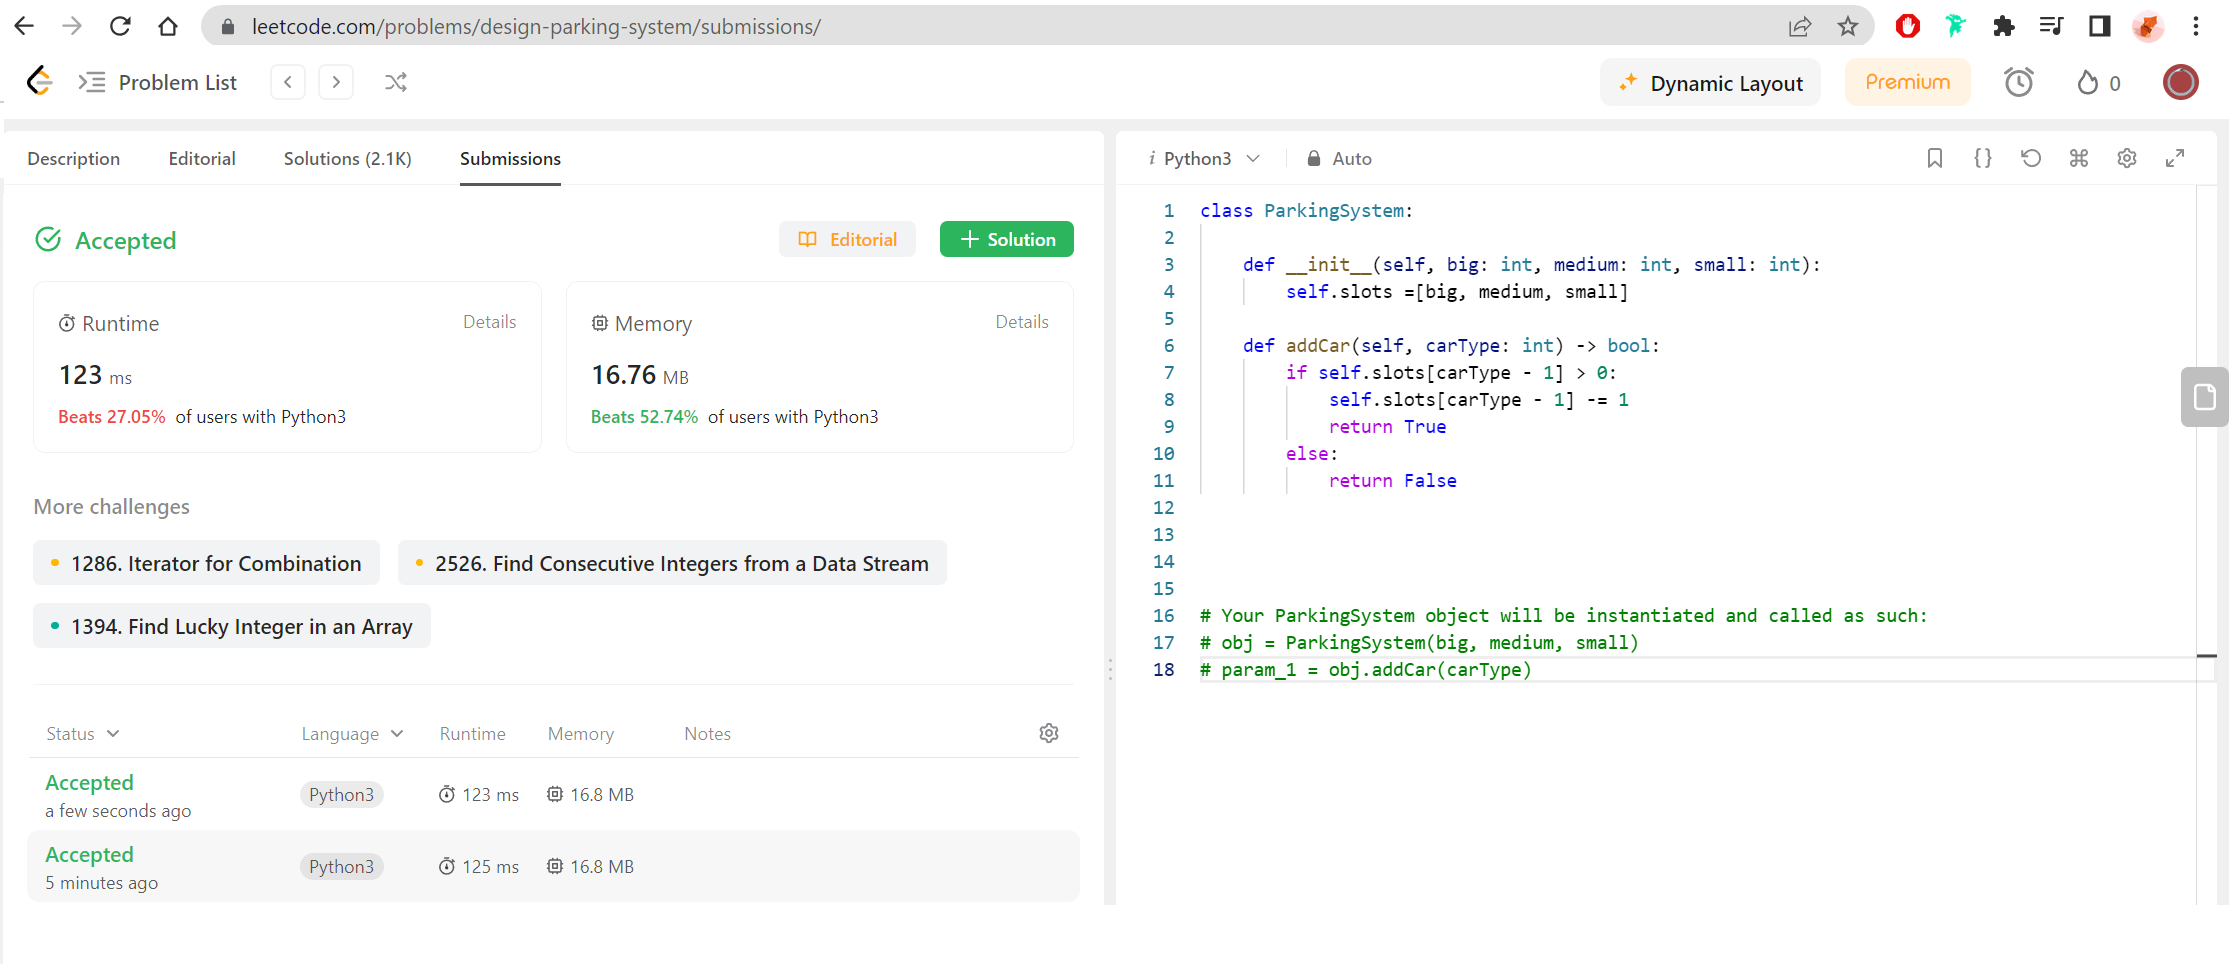 leetcode.com/problems/design-parking-system/submissions/
Problem List
Dynamic Layout
Premium
0
Description Editorial Solutions (2.1K) Submissions
Accepted
Editorial
+ Solution
Runtime Details
123 ms
Beats 27.05% of users with Python3
Memory Details
16.76 MB
Beats 52.74% of users with Python3
More challenges
1286. Iterator for Combination
2526. Find Consecutive Integers from a Data Stream
1394. Find Lucky Integer in an Array
Status Language Runtime Memory Notes
Accepted
a few seconds ago
Python3 123 ms 16.8 MB
Accepted
5 minutes ago
Python3 125 ms 16.8 MB
i Python3 Auto
{}
1 class ParkingSystem:
2
3     def __init__(self, big: int, medium: int, small: int):
4         self.slots =[big, medium, small]
5
6     def addCar(self, carType: int) -> bool:
7         if self.slots[carType - 1] > 0:
8             self.slots[carType - 1] -= 1
9             return True
10         else:
11             return False
12
13
14
15
16 # Your ParkingSystem object will be instantiated and called as such:
17 # obj = ParkingSystem(big, medium, small)
18 # param_1 = obj.addCar(carType)